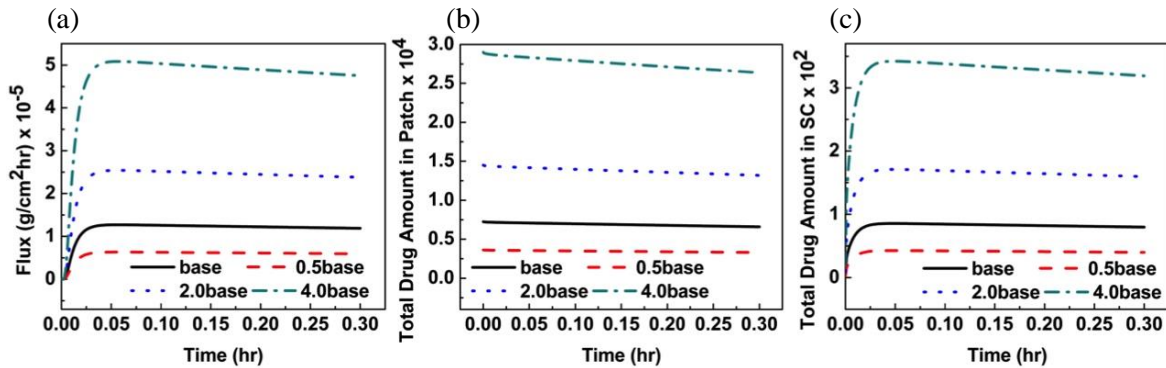 (a)
Flux (g/cm2hr) x 10-5
5
4
3
2
1
0
base 0.5base
2.0base 4.0base
0.00 0.05 0.10 0.15 0.20 0.25 0.30
Time (hr)
(b)
Total Drug Amount in Patch x 10^4
3.0
2.5
2.0
1.5
1.0
0.5
0.0
base 0.5base
2.0base 4.0base
0.00 0.05 0.10 0.15 0.20 0.25 0.30
Time (hr)
(c)
Total Drug Amount in SC x 10^2
4
3
2
1
0
base 0.5base
2.0base 4.0base
0.00 0.05 0.10 0.15 0.20 0.25 0.30
Time (hr)